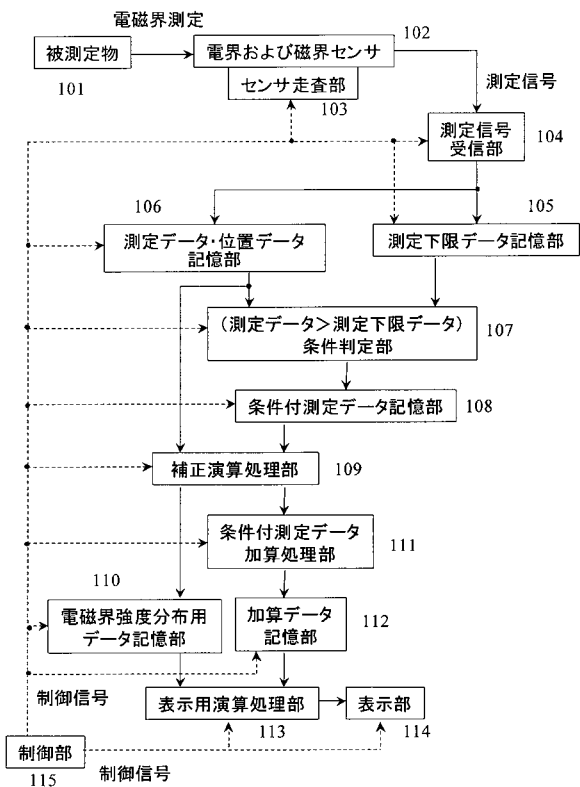 電磁界測定
被測定物
101
電界および磁界センサ
102
センサ走査部
103
測定信号
測定信号
受信部
104
105
106
測定データ・位置データ
記憶部
測定下限データ記憶部
(測定データ>測定下限データ)
条件判定部
107
条件付測定データ記憶部
108
補正演算処理部
109
条件付測定データ
加算処理部
111
110
電磁界強度分布用
データ記憶部
加算データ
記憶部
112
制御信号
表示用演算処理部
113
表示部
114
制御部
115
制御信号